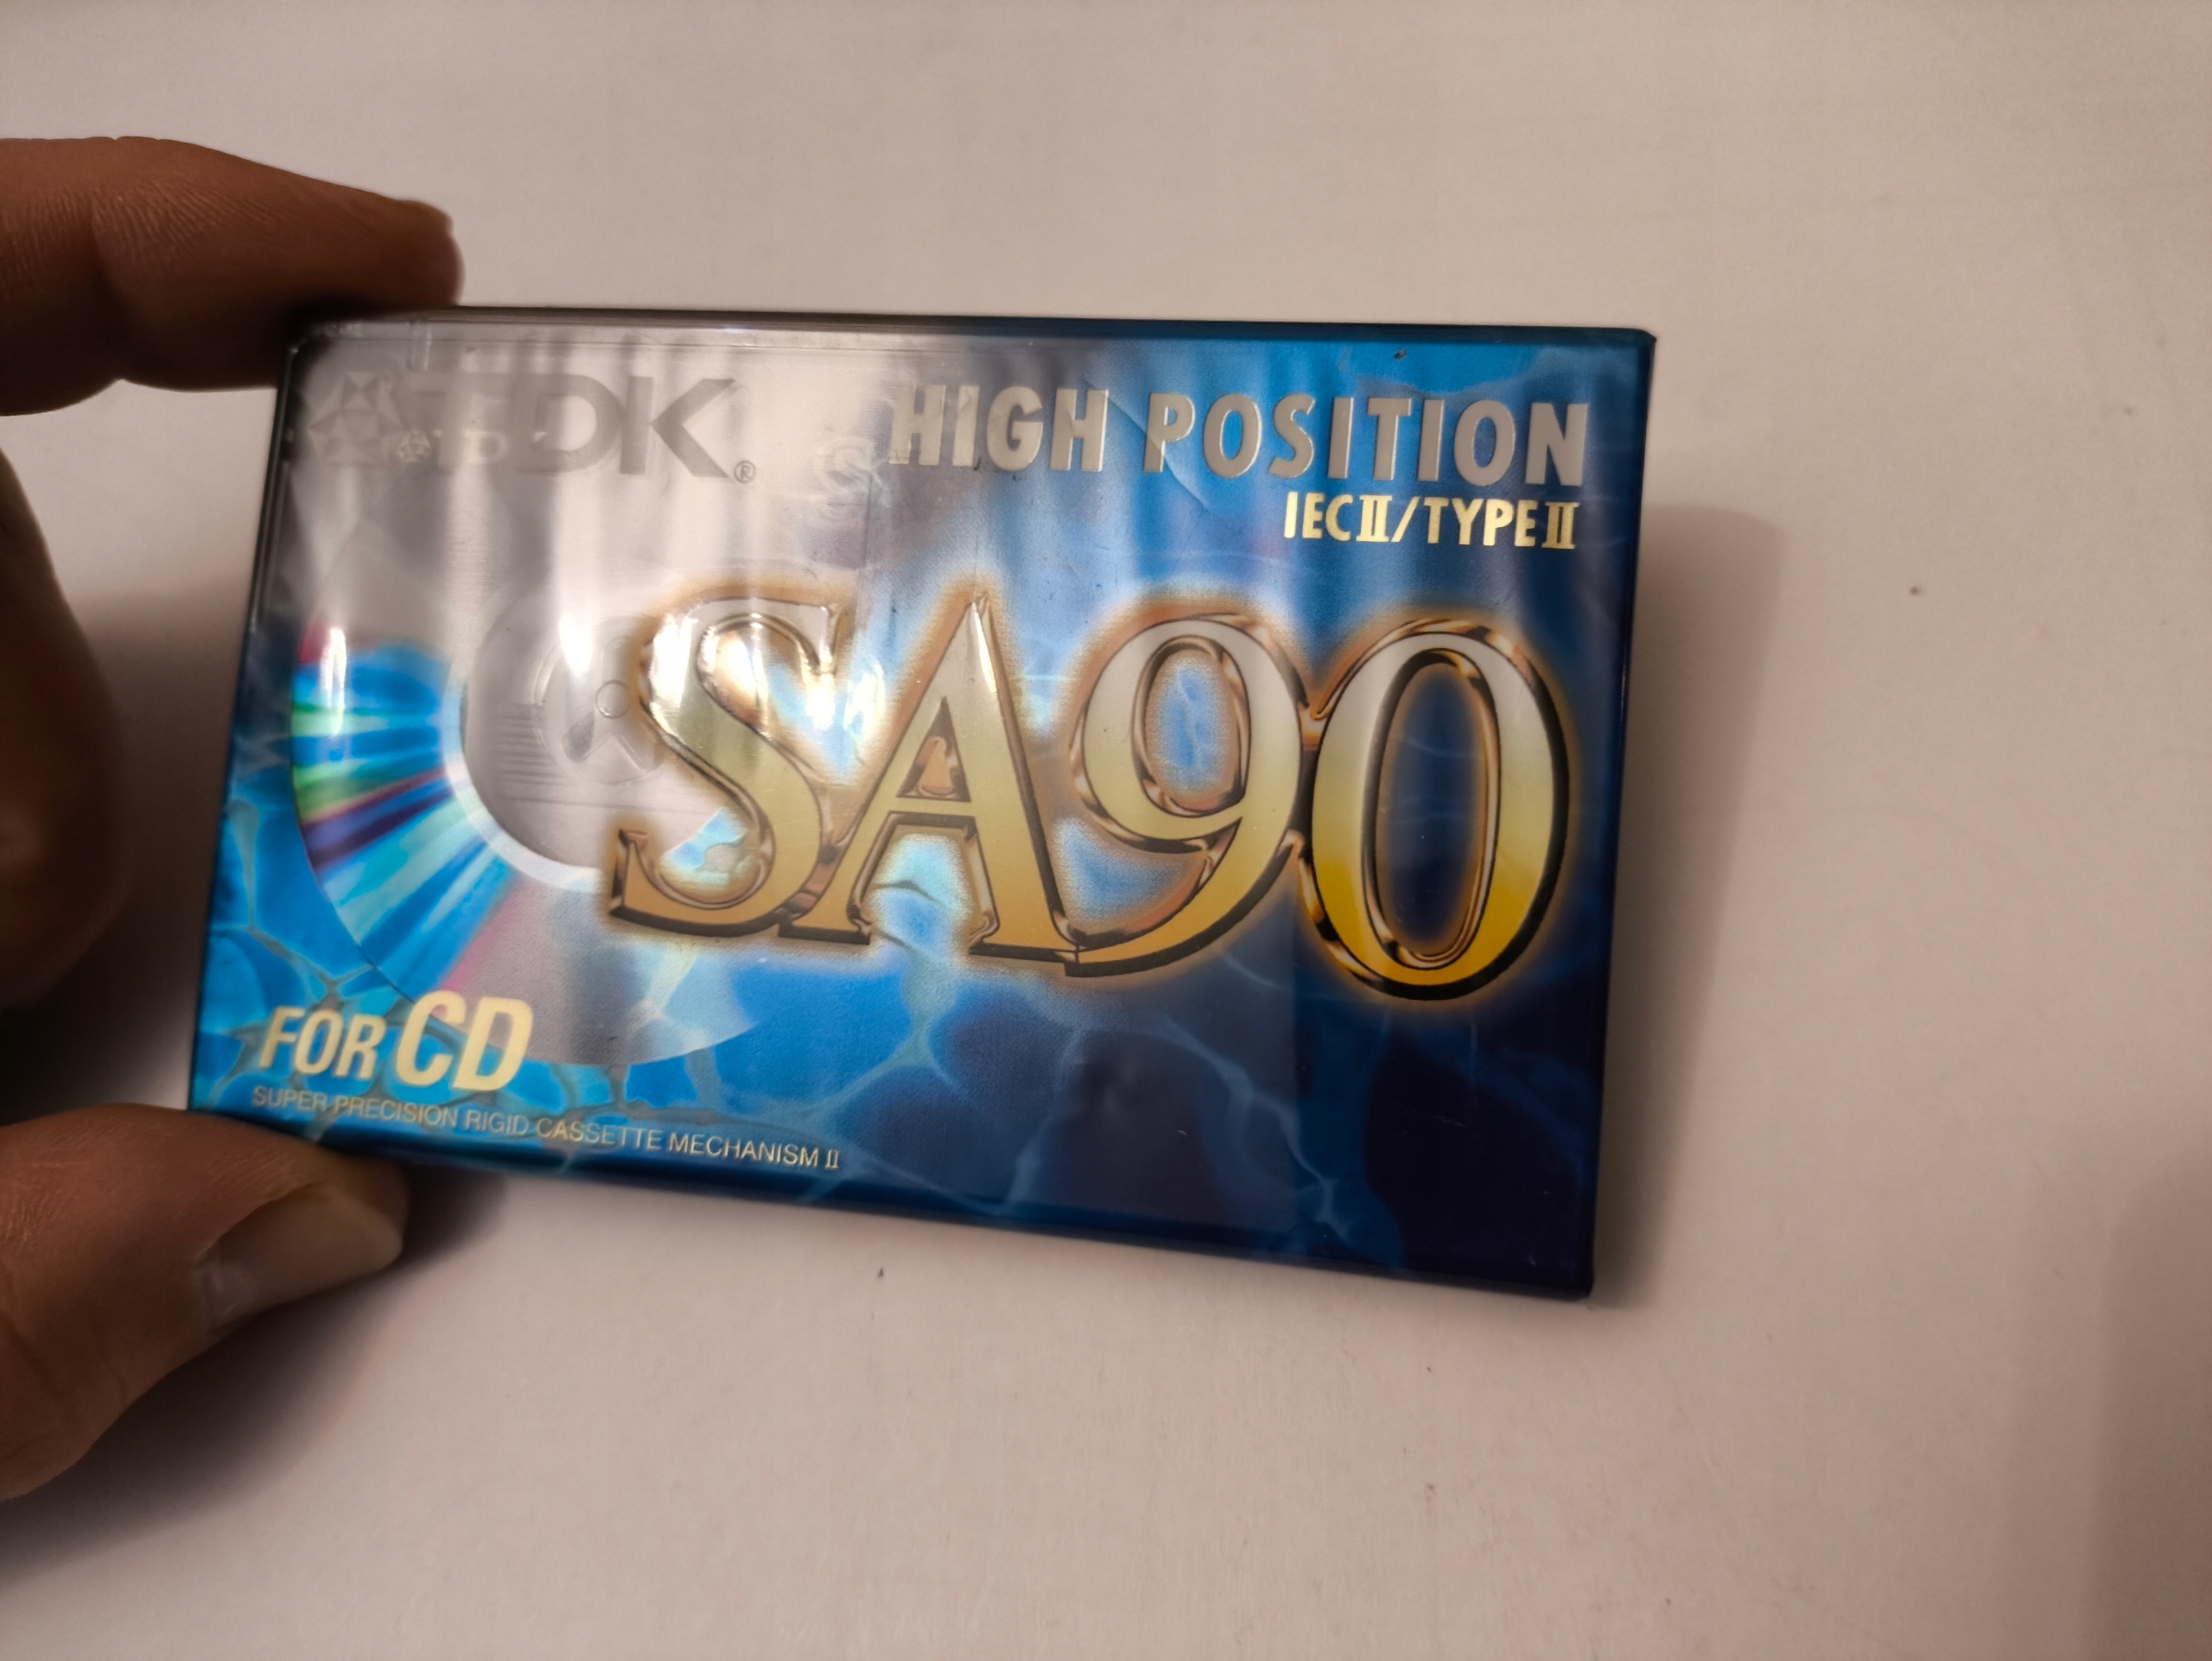 TDK®
HIGH POSITION
IECII/TYPEII
SA90
FOR CD
SUPER PRECISION RIGID CASSETTE MECHANISM II